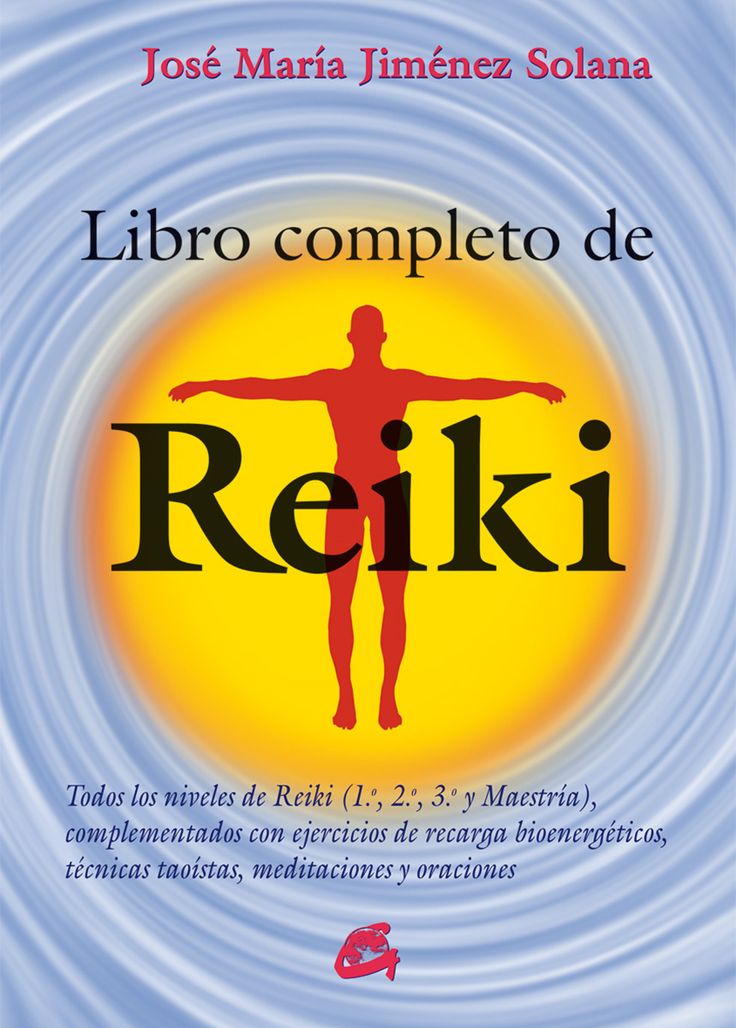 José María Jiménez Solana
Libro completo de
Reiki
Todos los niveles de Reiki (1.º, 2.º, 3.º y Maestría),
complementados con ejercicios de recarga bioenergéticos,
técnicas taoístas, meditaciones y oraciones